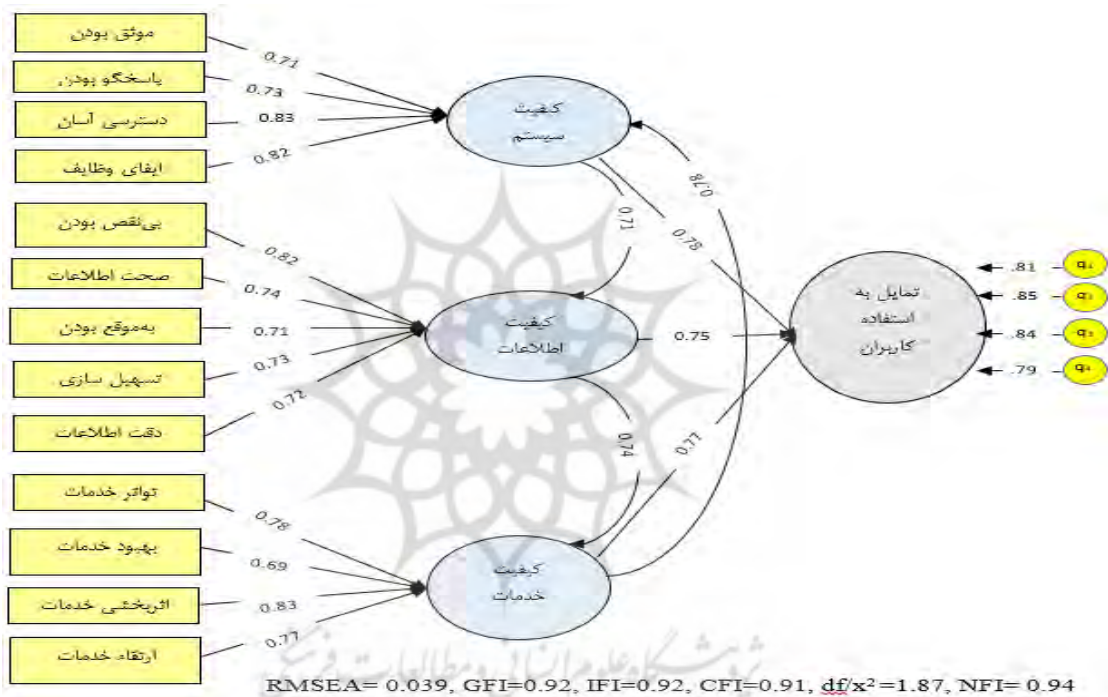 موثق بودن
0.71
پاسخگو بودن
0.73
دسترسی آسان
0.83
ایفای وظایف
0.82
کیفیت
سیستم
بی‌نقص بودن
0.82
صحت اطلاعات
0.74
به‌موقع بودن
0.71
تسهیل سازی
0.73
دقت اطلاعات
0.72
کیفیت
اطلاعات
تواتر خدمات
0.78
بهبود خدمات
0.69
اثربخشی خدمات
0.83
ارتقاء خدمات
0.77
کیفیت
خدمات
0.71
0.78
0.78
0.75
0.74
0.77
تمایل به
استفاده
کاربران
.81
.85
.84
.79
پژوهشگاه علوم انسانی و مطالعات فرهنگی
RMSEA= 0.039, GFI=0.92, IFI=0.92, CFI=0.91, df/x² =1.87, NFI= 0.94